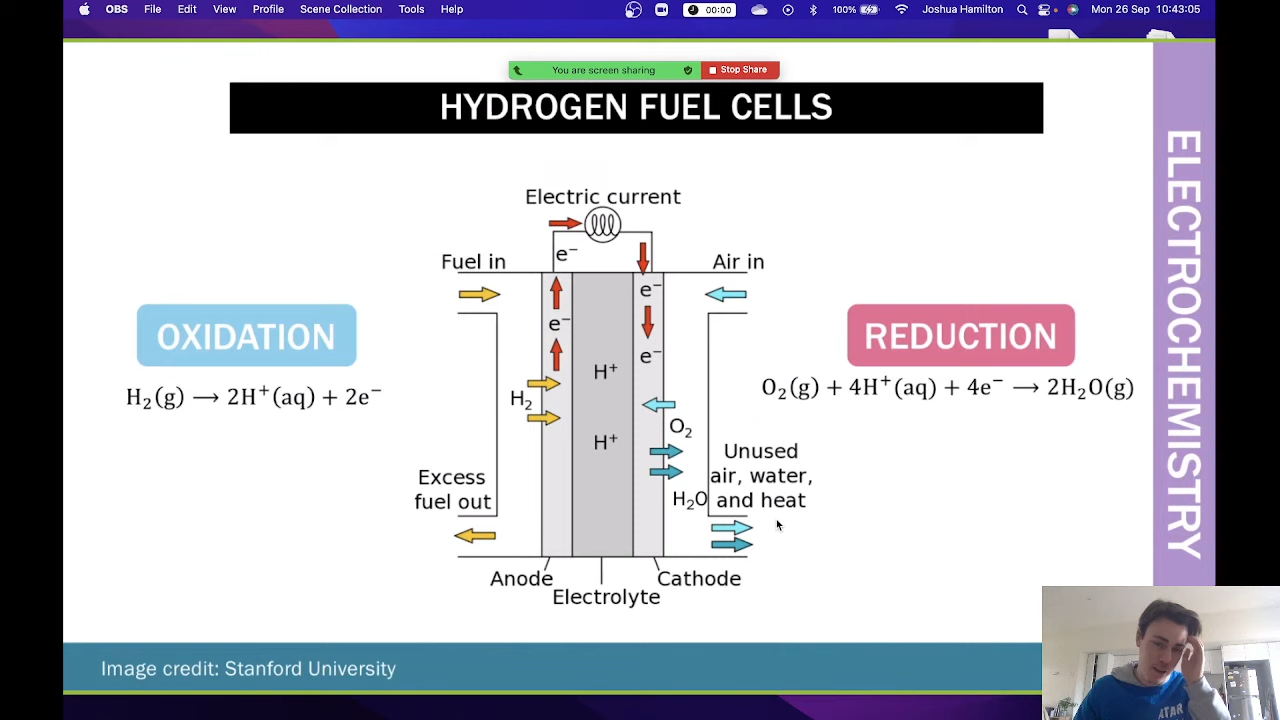 OBS File Edit View Profile Scene Collection Tools Help 00:00 100% Joshua Hamilton Mon 26 Sep 10:43:05
You are screen sharing Stop Share
HYDROGEN FUEL CELLS
ELECTROCHEMISTRY
Electric current
e⁻
Fuel in
Air in
e⁻
e⁻
e⁻
OXIDATION
H₂(g) ⟶ 2H⁺(aq) + 2e⁻
REDUCTION
O₂(g) + 4H⁺(aq) + 4e⁻ ⟶ 2H₂O(g)
H⁺
H₂
H⁺
O₂
Excess
fuel out
H₂O
Unused
air, water,
and heat
Anode
Electrolyte
Cathode
Image credit: Stanford University